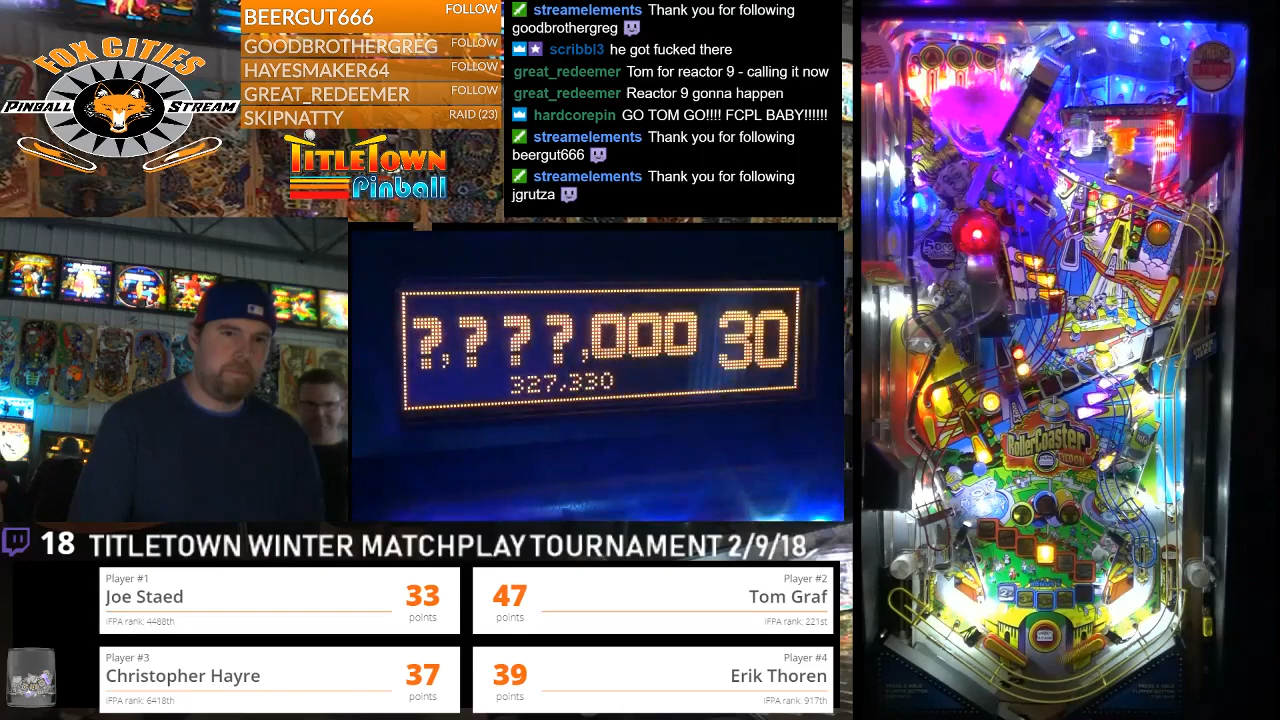 FOX CITIES
PINBALL STREAM
BEERGUT666 FOLLOW
GOODBROTHERGREG FOLLOW
HAYESMAKER64 FOLLOW
GREAT_REDEEMER FOLLOW
SKIPNATTY RAID (23)
TITLETOWN
Pinball
streamelements Thank you for following
goodbrothergreg
scribbl3 he got fucked there
great_redeemer Tom for reactor 9 - calling it now
great_redeemer Reactor 9 gonna happen
hardcorepin GO TOM GO!!!! FCPL BABY!!!!!!
streamelements Thank you for following
beergut666
streamelements Thank you for following
jgrutza
?,???,000 30
327,330
RollerCoaster
TYCOON
18 TITLETOWN WINTER MATCHPLAY TOURNAMENT 2/9/18
Player #1
Joe Staed
IFPA rank: 4488th
33
points
47
points
Player #2
Tom Graf
IFPA rank: 221st
Player #3
Christopher Hayre
IFPA rank: 6418th
37
points
39
points
Player #4
Erik Thoren
IFPA rank: 917th